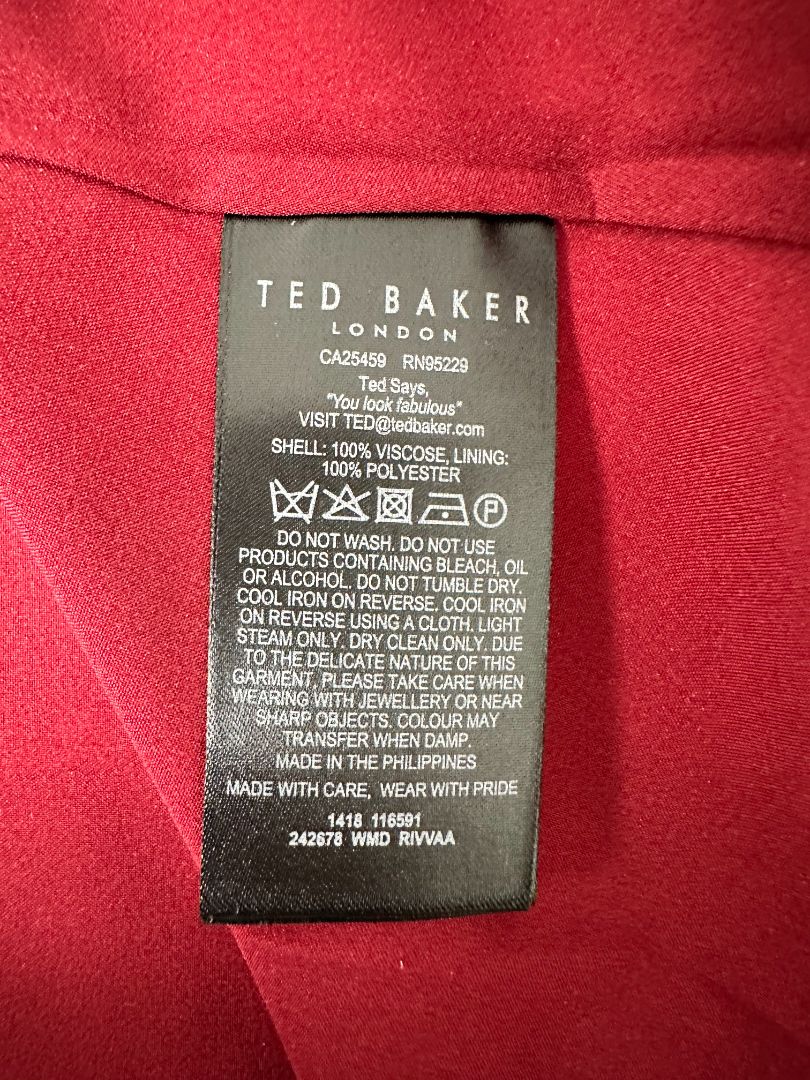 TED BAKER
LONDON
CA25459 RN95229
Ted Says,
"You look fabulous"
VISIT TED@tedbaker.com
SHELL: 100% VISCOSE, LINING:
100% POLYESTER
P
DO NOT WASH. DO NOT USE
PRODUCTS CONTAINING BLEACH, OIL
OR ALCOHOL. DO NOT TUMBLE DRY.
COOL IRON ON REVERSE. COOL IRON
ON REVERSE USING A CLOTH. LIGHT
STEAM ONLY. DRY CLEAN ONLY. DUE
TO THE DELICATE NATURE OF THIS
GARMENT, PLEASE TAKE CARE WHEN
WEARING WITH JEWELLERY OR NEAR
SHARP OBJECTS. COLOUR MAY
TRANSFER WHEN DAMP.
MADE IN THE PHILIPPINES
MADE WITH CARE, WEAR WITH PRIDE
1418 116591
242678 WMD RIVVAA